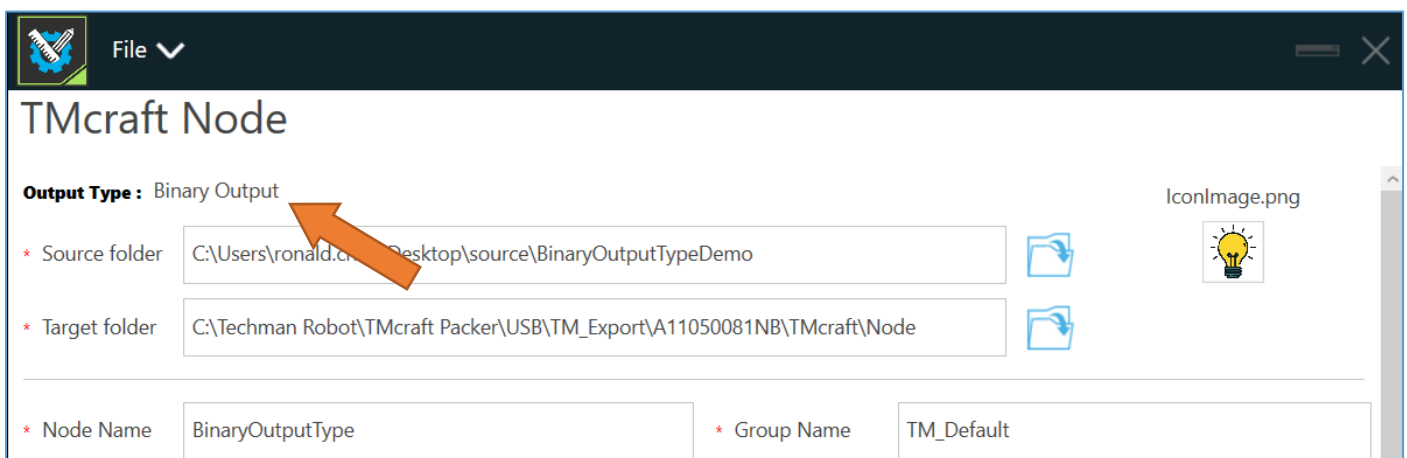 File
TMcraft Node
Output Type : Binary Output
IconImage.png
* Source folder C:\Users\ronald.c Desktop\source\BinaryOutputTypeDemo
* Target folder C:\Techman Robot\TMcraft Packer\USB\TM_Export\A11050081NB\TMcraft\Node
* Node Name BinaryOutputType * Group Name TM_Default